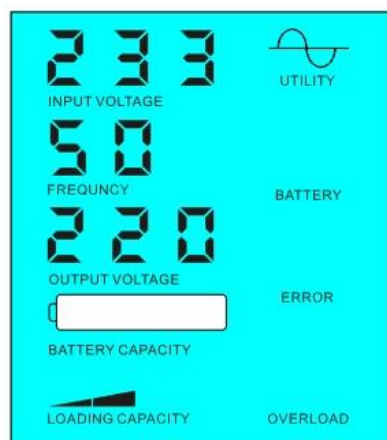 233
INPUT VOLTAGE
UTILITY
50
FREQUNCY
BATTERY
220
OUTPUT VOLTAGE
ERROR
BATTERY CAPACITY
LOADING CAPACITY
OVERLOAD